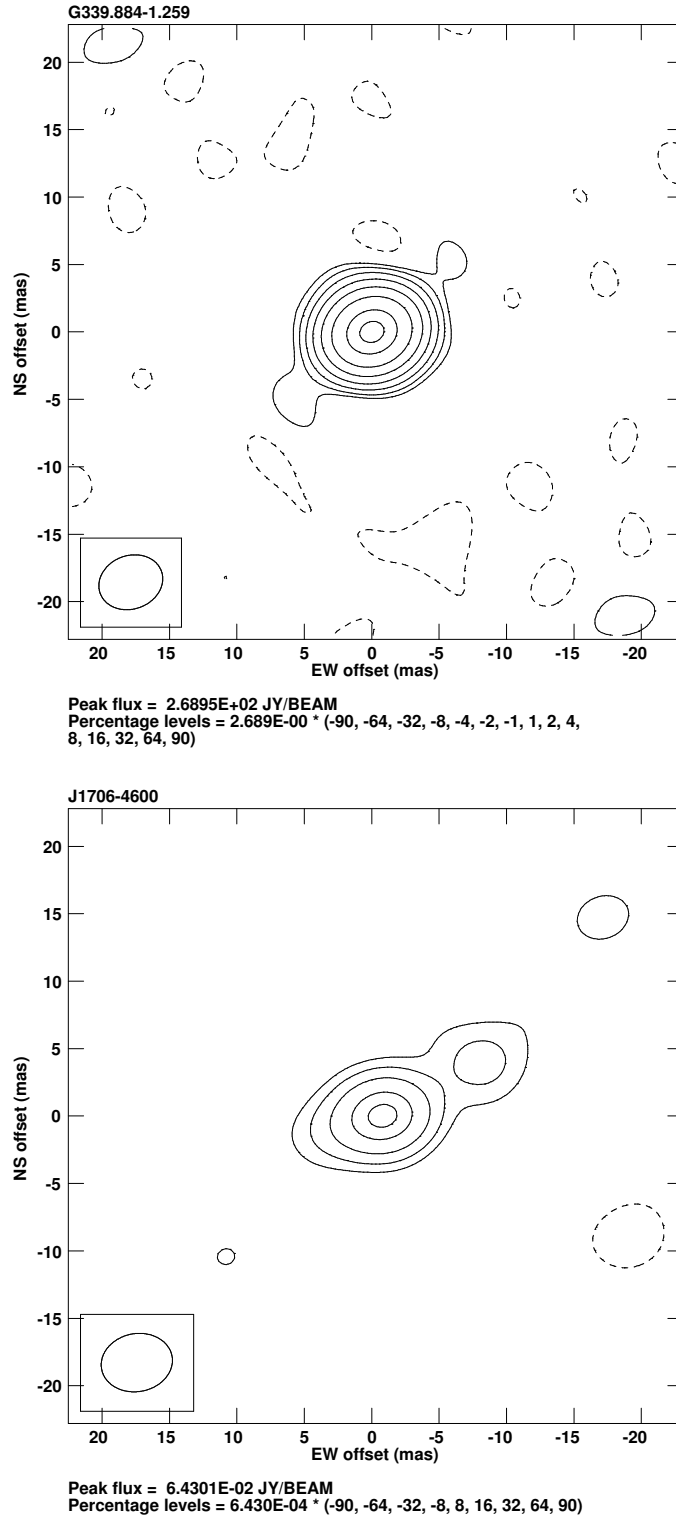 G339.884-1.259
20
15
10
5
0
-5
-10
-15
-20
NS offset (mas)
20 15 10 5 0 -5 -10 -15 -20
EW offset (mas)
Peak flux = 2.6895E+02 JY/BEAM
Percentage levels = 2.689E-00 * (-90, -64, -32, -8, -4, -2, -1, 1, 2, 4,
8, 16, 32, 64, 90)
J1706-4600
20
15
10
5
0
-5
-10
-15
-20
NS offset (mas)
20 15 10 5 0 -5 -10 -15 -20
EW offset (mas)
Peak flux = 6.4301E-02 JY/BEAM
Percentage levels = 6.430E-04 * (-90, -64, -32, -8, 8, 16, 32, 64, 90)